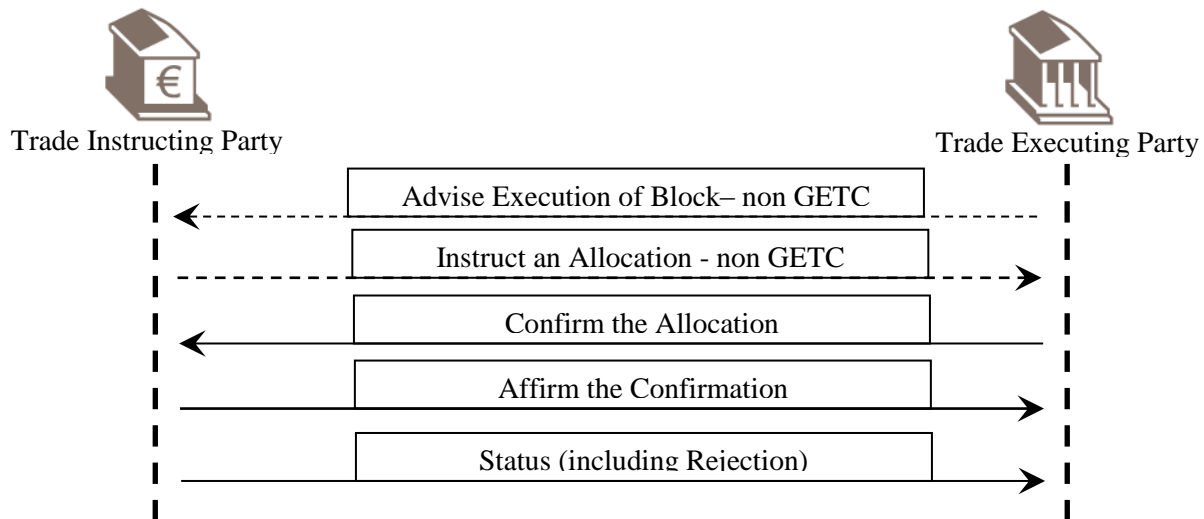 €
Trade Instructing Party
Trade Executing Party
Advise Execution of Block– non GETC
Instruct an Allocation - non GETC
Confirm the Allocation
Affirm the Confirmation
Status (including Rejection)